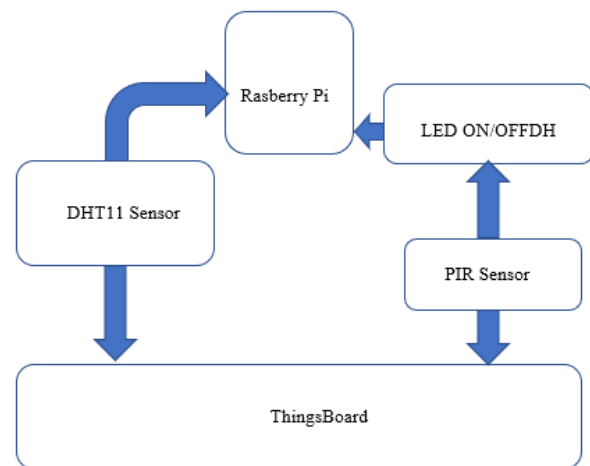 Rasberry Pi
LED ON/OFFDH
DHT11 Sensor
PIR Sensor
ThingsBoard